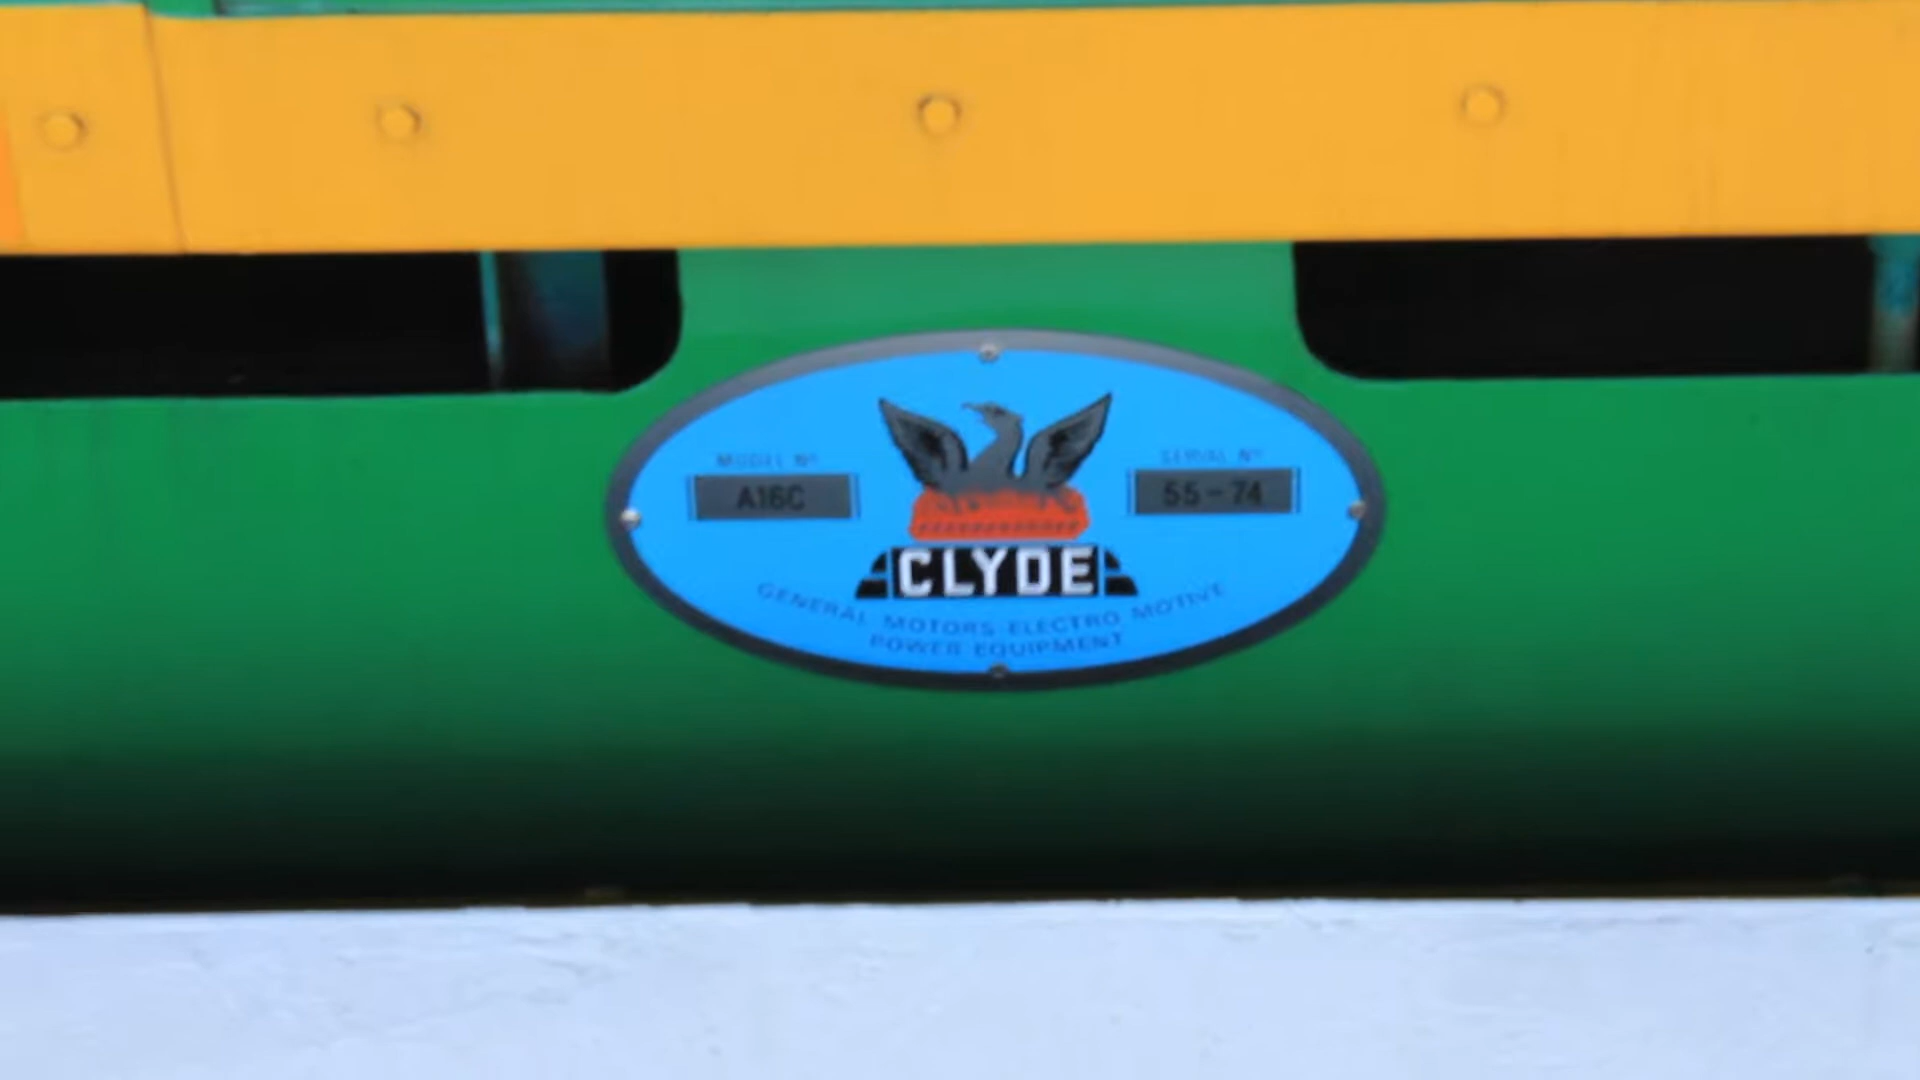 MODEL Nº
SERIAL Nº
A16C
55-74
CLYDE
GENERAL MOTORS-ELECTRO MOTIVE
POWER EQUIPMENT